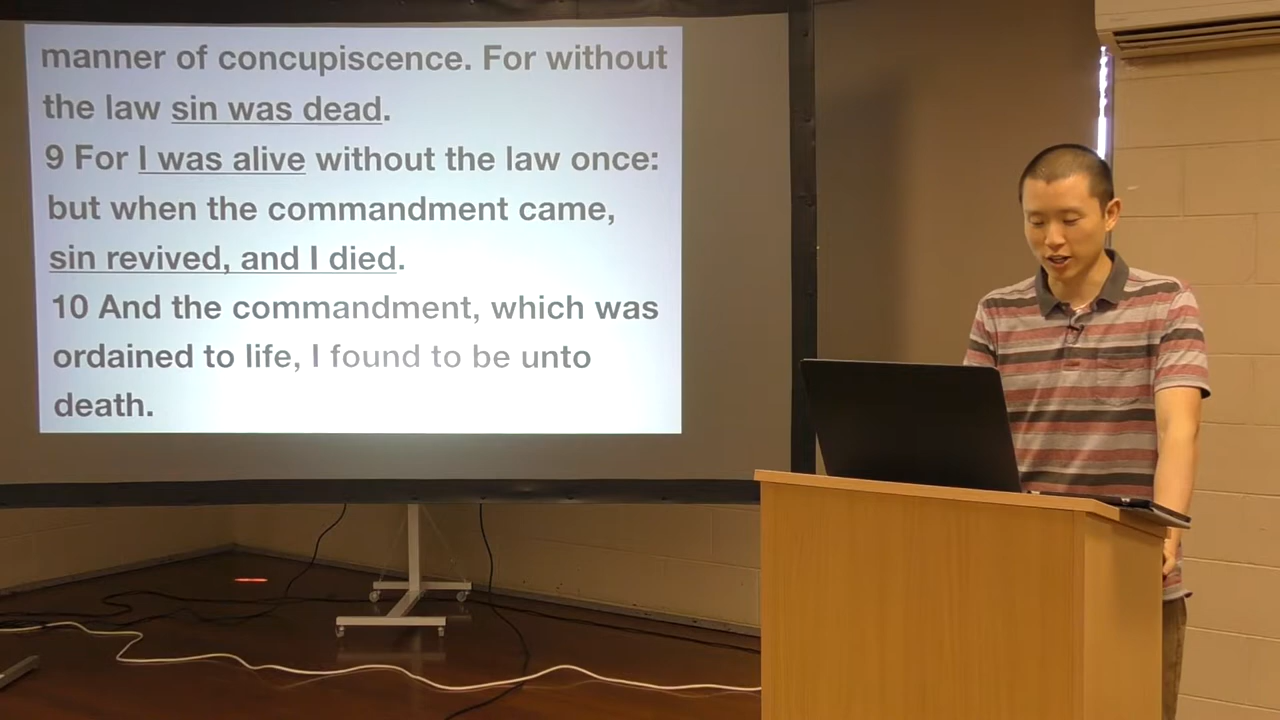 manner of concupiscence. For without
the law sin was dead.
9 For I was alive without the law once:
but when the commandment came,
sin revived, and I died.
10 And the commandment, which was
ordained to life, I found to be unto
death.